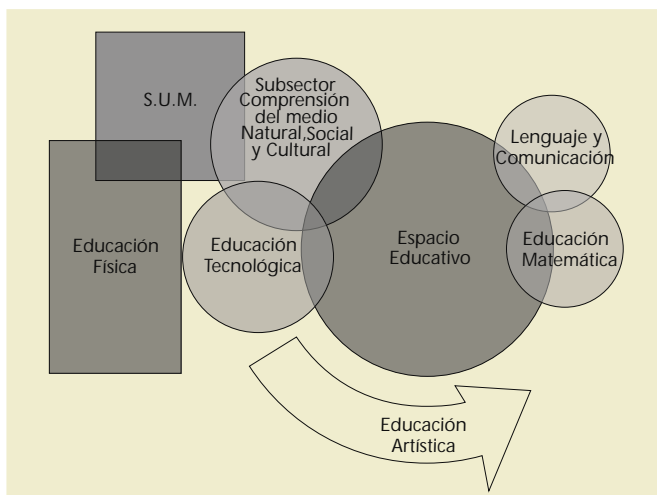 S.U.M.
Subsector
Comprensión
del medio
Natural,Social
y Cultural
Lenguaje y
Comunicación
Educación
Física
Educación
Tecnológica
Espacio
Educativo
Educación
Matemática
Educación
Artística